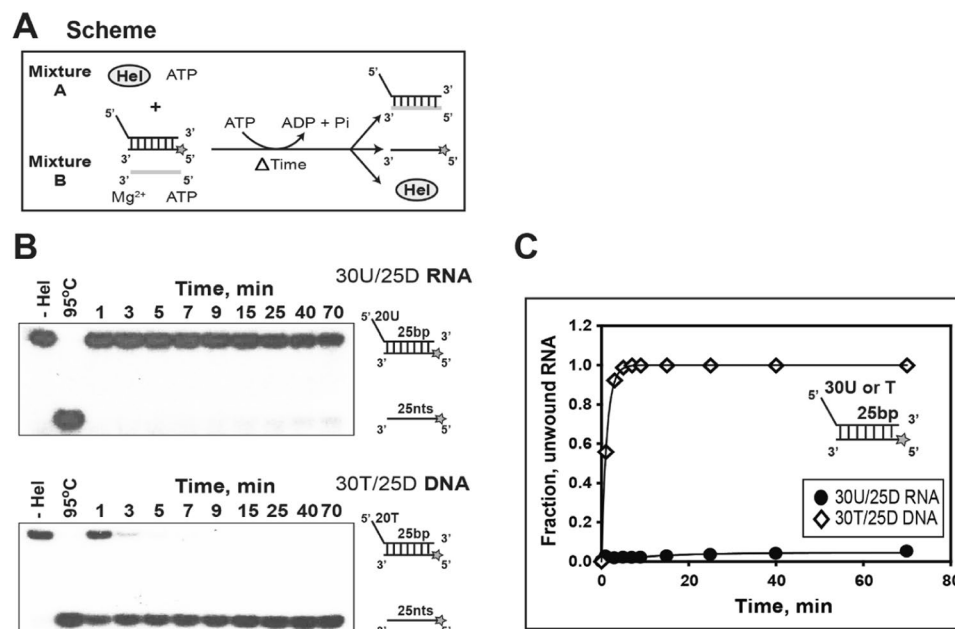 A Scheme
Mixture A
Hel ATP
+
5'
3'
3' 5'
Mixture B
3' 5'
Mg²⁺ ATP
ATP ADP + Pi
ΔTime
5'
3'
3' 5'
3' 5'
Hel
B
- Hel
95°C
Time, min
30U/25D RNA
1 3 5 7 9 15 25 40 70
5' 20U
25bp
3'
3' 5'
25nts
- Hel
95°C
Time, min
30T/25D DNA
1 3 5 7 9 15 25 40 70
5' 20T
25bp
3'
3' 5'
25nts
3' 5'
C
Fraction, unwound RNA
1.2
1.0
0.8
0.6
0.4
0.2
0.0
0 20 40 60 80
Time, min
30U or T
5'
25bp
3'
3' 5'
30U/25D RNA
30T/25D DNA